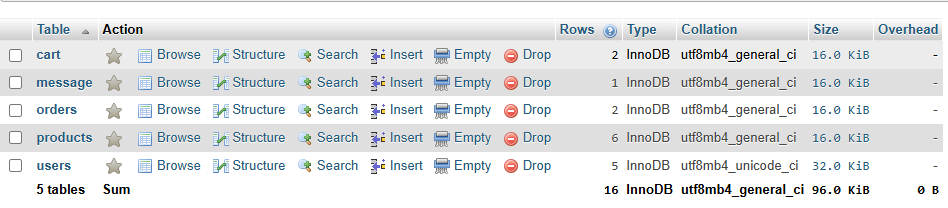 Table Action Rows Type Collation Size Overhead
cart Browse Structure Search Insert Empty Drop 2 InnoDB utf8mb4_general_ci 16.0 KiB -
message Browse Structure Search Insert Empty Drop 1 InnoDB utf8mb4_general_ci 16.0 KiB -
orders Browse Structure Search Insert Empty Drop 2 InnoDB utf8mb4_general_ci 16.0 KiB -
products Browse Structure Search Insert Empty Drop 6 InnoDB utf8mb4_general_ci 16.0 KiB -
users Browse Structure Search Insert Empty Drop 5 InnoDB utf8mb4_unicode_ci 32.0 KiB -
5 tables Sum 16 InnoDB utf8mb4_general_ci 96.0 KiB 0 B